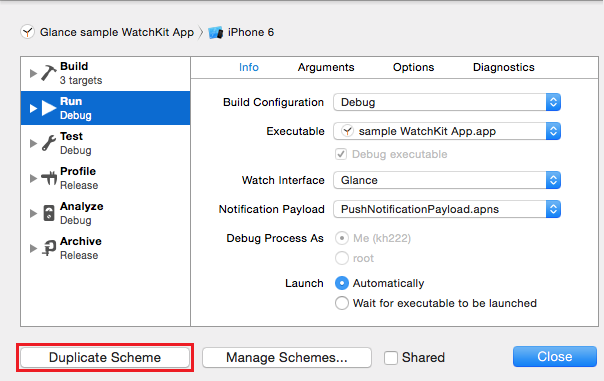 Glance sample WatchKit App 〉 iPhone 6
Build
3 targets
Run
Debug
Test
Debug
Profile
Release
Analyze
Debug
Archive
Release
Info Arguments Options Diagnostics
Build Configuration Debug
Executable sample WatchKit App.app
Debug executable
Watch Interface Glance
Notification Payload PushNotificationPayload.apns
Debug Process As Me (kh222)
root
Launch Automatically
Wait for executable to be launched
Duplicate Scheme Manage Schemes... Shared Close